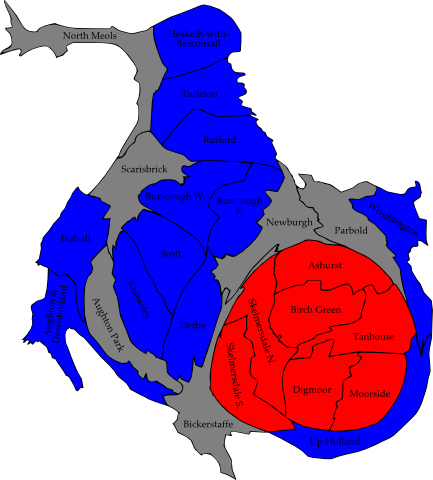 North Meols
Hesketh-with-
Becconsall
Tarleton
Rufford
Scarisbrick
Burscough W.
Burscough
E.
Wrightington
Newburgh
Parbold
Halsall
Scott
Ashurst
Knowsley
Birch Green
Aughton &
Downholland
Aughton Park
Derby
Skelmersdale N.
Tanhouse
Skelmersdale S.
Digmoor
Moorside
Bickerstaffe
Up Holland